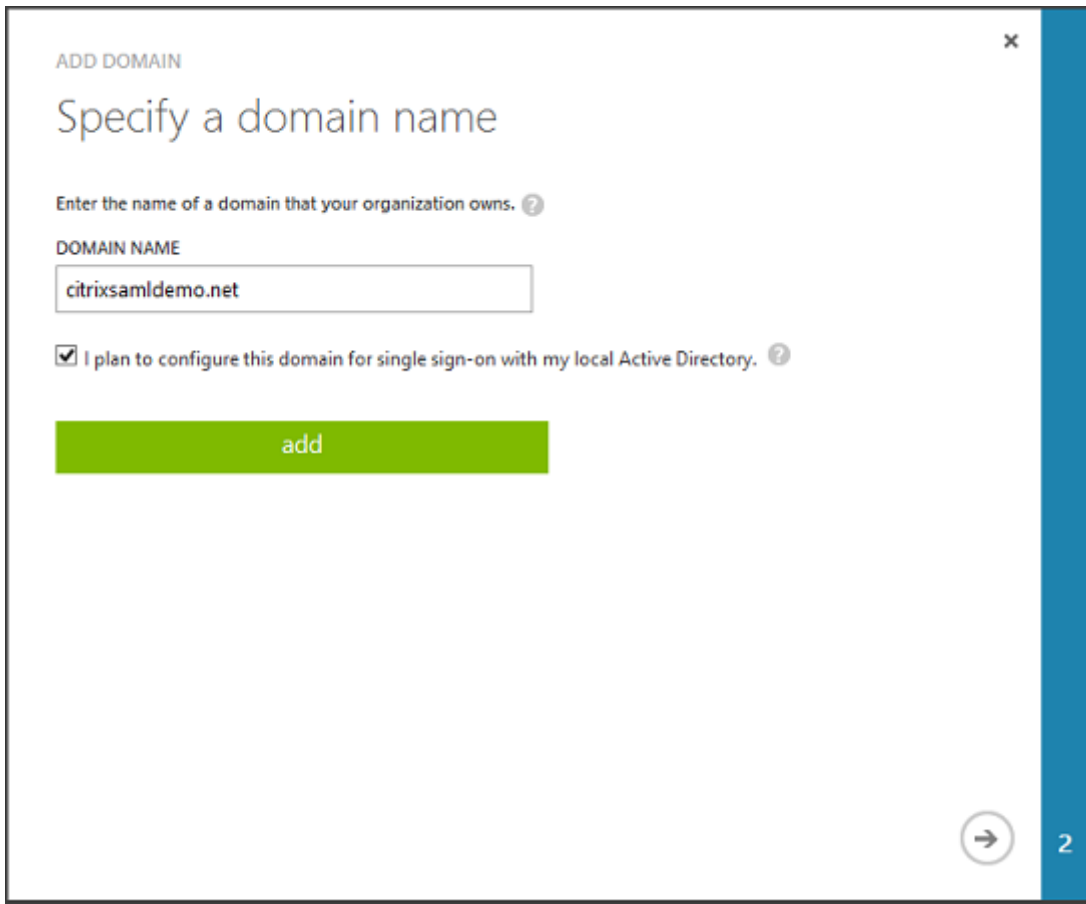 ADD DOMAIN
Specify a domain name
Enter the name of a domain that your organization owns. ?
DOMAIN NAME
citrixsamldemo.net
I plan to configure this domain for single sign-on with my local Active Directory. ?
add
2